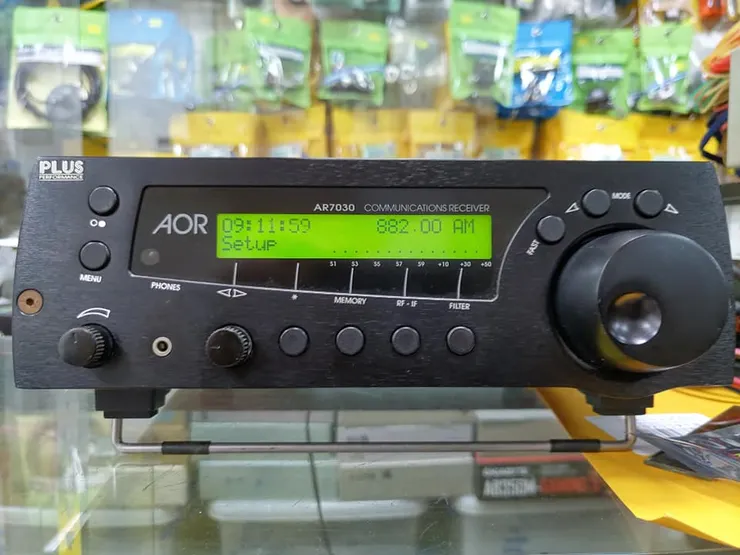 PLUS
PERFORMANCE
AOR
AR7030 COMMUNICATIONS RECEIVER
09:11:59 882.00 AM
Setup
S1 S3 S5 S7 S9 +10 +30 +50
MODE
FAST
MENU
PHONES
*
MEMORY
RF - IF
FILTER